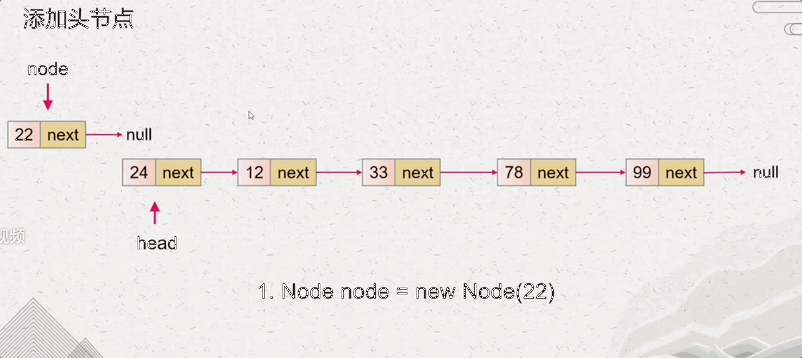 添加头节点
node
22 next null
24 next 12 next 33 next 78 next 99 next null
head
视频
1. Node node = new Node(22)